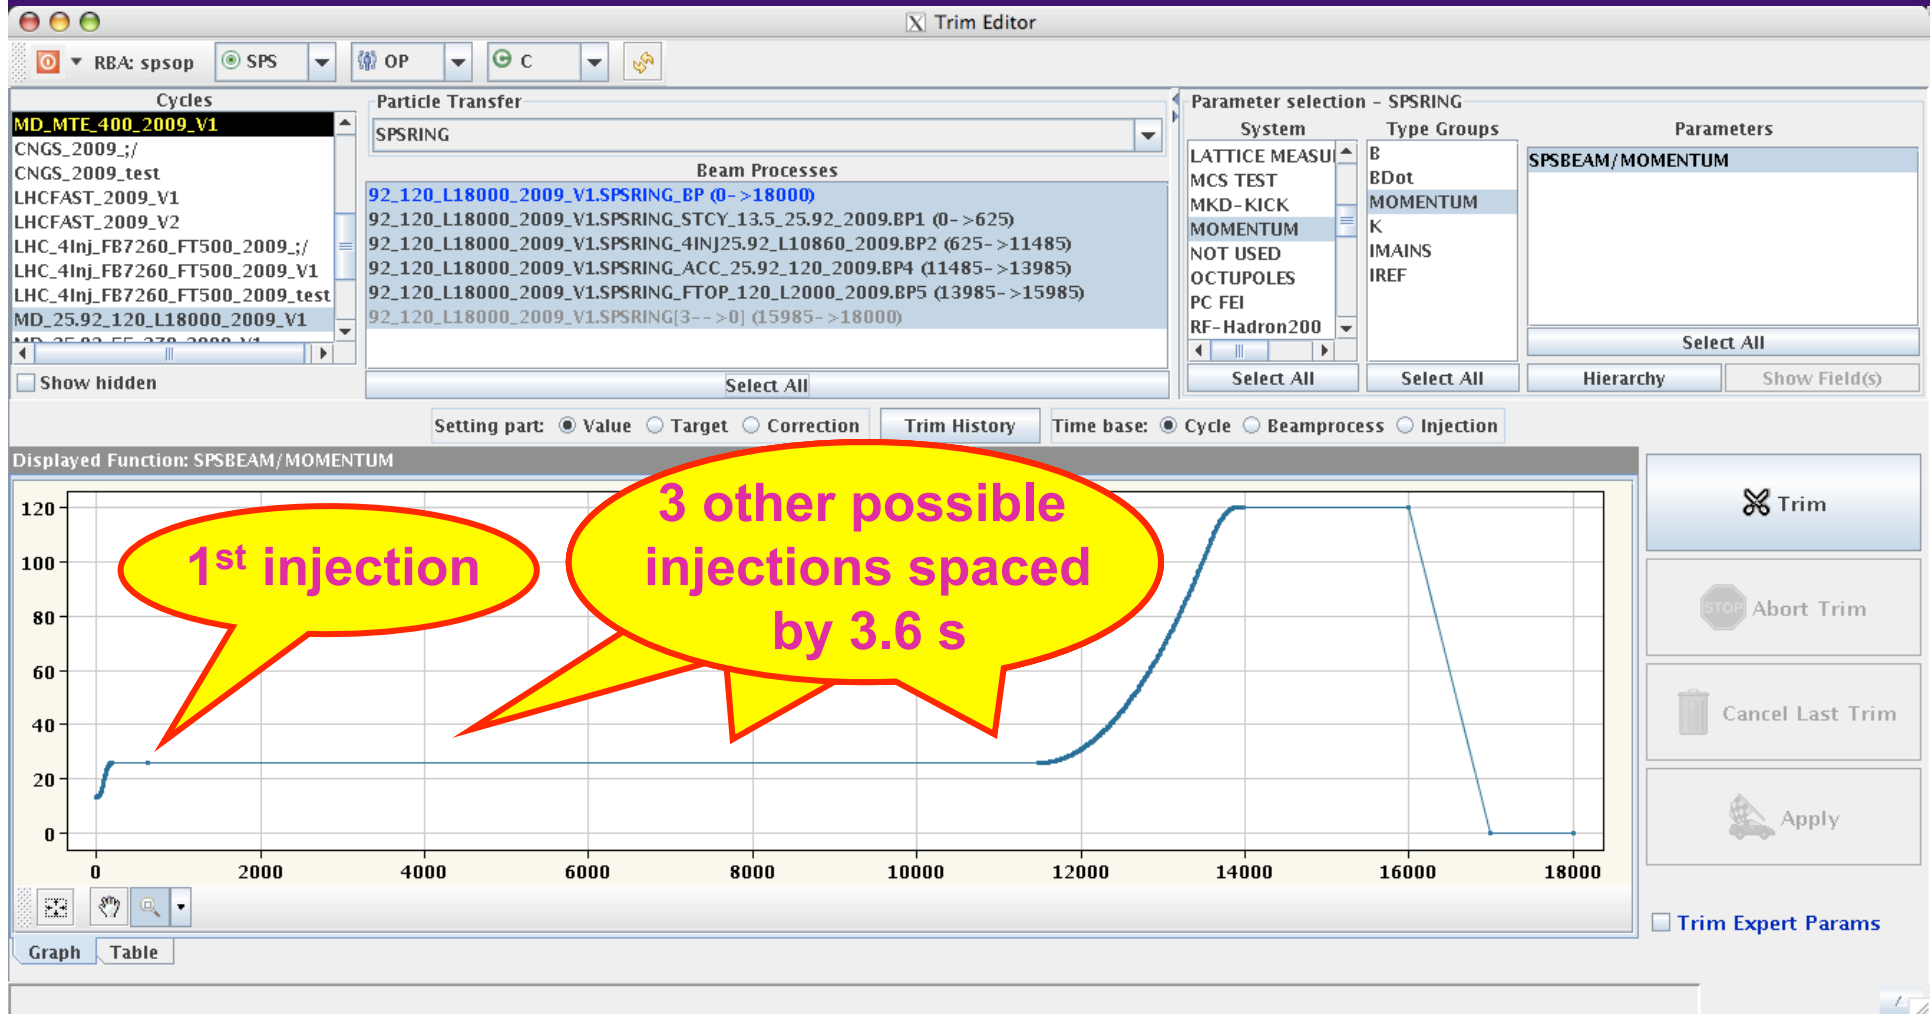 Trim Editor
RBA: spsop SPS OP C
Cycles
MD_MTE_400_2009_V1
CNGS_2009_;/
CNGS_2009_test
LHCFAST_2009_V1
LHCFAST_2009_V2
LHC_4Inj_FB7260_FT500_2009_;/
LHC_4Inj_FB7260_FT500_2009_V1
LHC_4Inj_FB7260_FT500_2009_test
MD_25.92_120_L18000_2009_V1
Show hidden
Particle Transfer
SPSRING
Beam Processes
92_120_L18000_2009_V1.SPSRING_BP (0->18000)
92_120_L18000_2009_V1.SPSRING_STCY_13.5_25.92_2009.BP1 (0->625)
92_120_L18000_2009_V1.SPSRING_4INJ25.92_L10860_2009.BP2 (625->11485)
92_120_L18000_2009_V1.SPSRING_ACC_25.92_120_2009.BP4 (11485->13985)
92_120_L18000_2009_V1.SPSRING_FTOP_120_L2000_2009.BP5 (13985->15985)
92_120_L18000_2009_V1.SPSRING[3-->0] (15985->18000)
Select All
Parameter selection - SPSRING
System
LATTICE MEASU
MCS TEST
MKD-KICK
MOMENTUM
NOT USED
OCTUPOLES
PC FEI
RF-Hadron200
Select All
Type Groups
B
BDot
MOMENTUM
K
IMAINS
IREF
Select All
Parameters
SPSBEAM/MOMENTUM
Select All
Hierarchy Show Field(s)
Setting part: Value Target Correction Trim History Time base: Cycle Beamprocess Injection
Displayed Function: SPSBEAM/MOMENTUM
1st injection
3 other possible
injections spaced
by 3.6 s
120
100
80
60
40
20
0
0 2000 4000 6000 8000 10000 12000 14000 16000 18000
Trim
STOP Abort Trim
Cancel Last Trim
Apply
Trim Expert Params
Graph Table